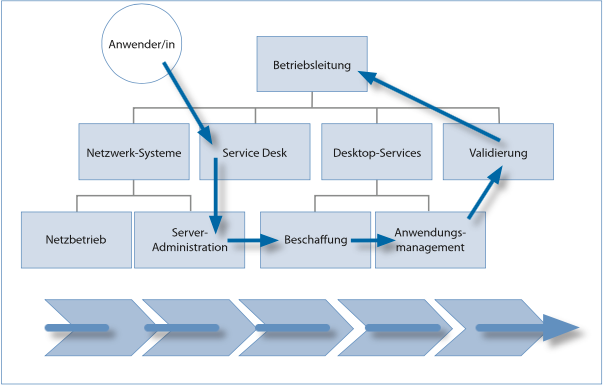 Anwender/in
Betriebsleitung
Netzwerk-Systeme
Service Desk
Desktop-Services
Validierung
Netzbetrieb
Server-
Administration
Beschaffung
Anwendungs-
management